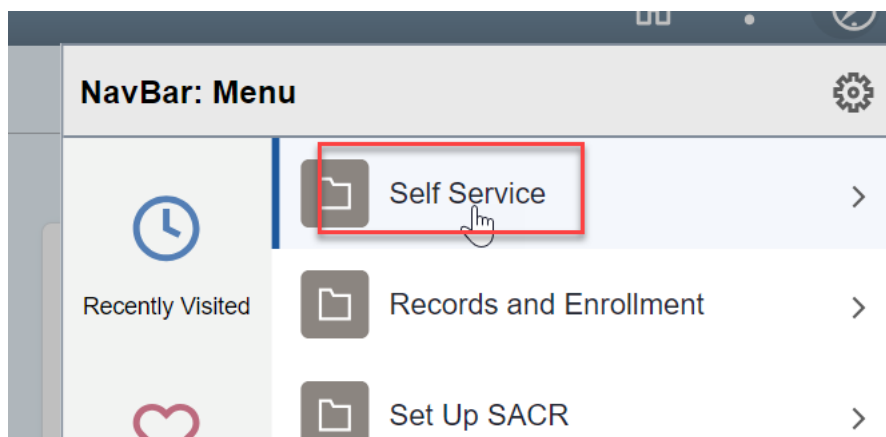 NavBar: Menu
Self Service
Recently Visited
Records and Enrollment
Set Up SACR